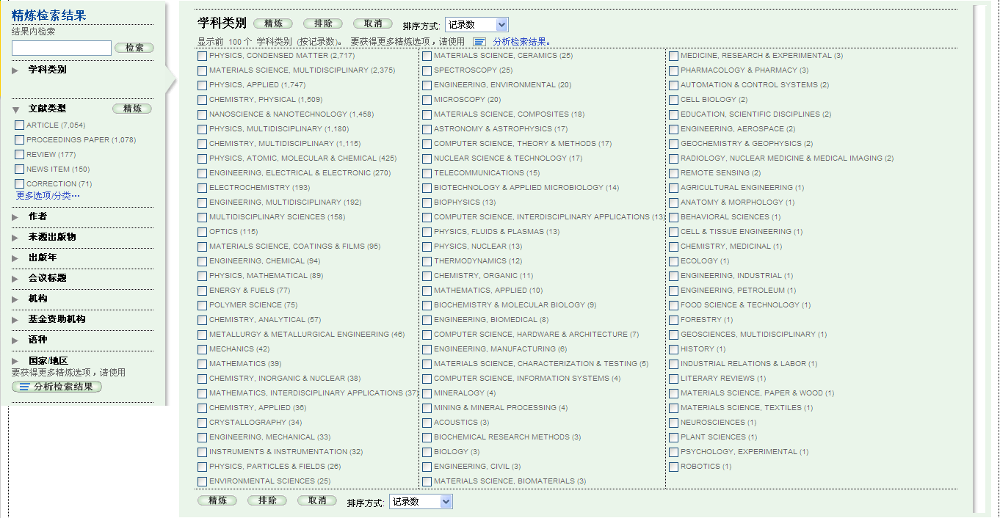 精炼检索结果
结果内检索
检索
学科类别
文献类型 精炼
ARTICLE (7,054)
PROCEEDINGS PAPER (1,078)
REVIEW (177)
NEWS ITEM (150)
CORRECTION (71)
更多选项/分类…
作者
来源出版物
出版年
会议标题
机构
基金资助机构
语种
国家/地区
要获得更多精炼选项，请使用
分析检索结果
学科类别 精炼 排除 取消 排序方式: 记录数
显示前 100个 学科类别 (按记录数)。 要获得更多精炼选项，请使用 分析检索结果。
PHYSICS, CONDENSED MATTER (2,717)
MATERIALS SCIENCE, MULTIDISCIPLINARY (2,375)
PHYSICS, APPLIED (1,747)
CHEMISTRY, PHYSICAL (1,509)
NANOSCIENCE & NANOTECHNOLOGY (1,458)
PHYSICS, MULTIDISCIPLINARY (1,180)
CHEMISTRY, MULTIDISCIPLINARY (1,115)
PHYSICS, ATOMIC, MOLECULAR & CHEMICAL (425)
ENGINEERING, ELECTRICAL & ELECTRONIC (270)
ELECTROCHEMISTRY (193)
ENGINEERING, MULTIDISCIPLINARY (192)
MULTIDISCIPLINARY SCIENCES (158)
OPTICS (115)
MATERIALS SCIENCE, COATINGS & FILMS (95)
ENGINEERING, CHEMICAL (94)
PHYSICS, MATHEMATICAL (89)
ENERGY & FUELS (77)
POLYMER SCIENCE (75)
CHEMISTRY, ANALYTICAL (57)
METALLURGY & METALLURGICAL ENGINEERING (46)
MECHANICS (42)
MATHEMATICS (39)
CHEMISTRY, INORGANIC & NUCLEAR (38)
MATHEMATICS, INTERDISCIPLINARY APPLICATIONS (37)
CHEMISTRY, APPLIED (36)
CRYSTALLOGRAPHY (34)
ENGINEERING, MECHANICAL (33)
INSTRUMENTS & INSTRUMENTATION (32)
PHYSICS, PARTICLES & FIELDS (26)
ENVIRONMENTAL SCIENCES (25)
MATERIALS SCIENCE, CERAMICS (25)
SPECTROSCOPY (25)
ENGINEERING, ENVIRONMENTAL (20)
MICROSCOPY (20)
MATERIALS SCIENCE, COMPOSITES (18)
ASTRONOMY & ASTROPHYSICS (17)
COMPUTER SCIENCE, THEORY & METHODS (17)
NUCLEAR SCIENCE & TECHNOLOGY (17)
TELECOMMUNICATIONS (15)
BIOTECHNOLOGY & APPLIED MICROBIOLOGY (14)
BIOPHYSICS (13)
COMPUTER SCIENCE, INTERDISCIPLINARY APPLICATIONS (13)
PHYSICS, FLUIDS & PLASMAS (13)
PHYSICS, NUCLEAR (13)
THERMODYNAMICS (12)
CHEMISTRY, ORGANIC (11)
MATHEMATICS, APPLIED (10)
BIOCHEMISTRY & MOLECULAR BIOLOGY (9)
ENGINEERING, BIOMEDICAL (8)
COMPUTER SCIENCE, HARDWARE & ARCHITECTURE (7)
ENGINEERING, MANUFACTURING (6)
MATERIALS SCIENCE, CHARACTERIZATION & TESTING (5)
COMPUTER SCIENCE, INFORMATION SYSTEMS (4)
MINERALOGY (4)
MINING & MINERAL PROCESSING (4)
ACOUSTICS (3)
BIOCHEMICAL RESEARCH METHODS (3)
BIOLOGY (3)
ENGINEERING, CIVIL (3)
MATERIALS SCIENCE, BIOMATERIALS (3)
MEDICINE, RESEARCH & EXPERIMENTAL (3)
PHARMACOLOGY & PHARMACY (3)
AUTOMATION & CONTROL SYSTEMS (2)
CELL BIOLOGY (2)
EDUCATION, SCIENTIFIC DISCIPLINES (2)
ENGINEERING, AEROSPACE (2)
GEOCHEMISTRY & GEOPHYSICS (2)
RADIOLOGY, NUCLEAR MEDICINE & MEDICAL IMAGING (2)
REMOTE SENSING (2)
AGRICULTURAL ENGINEERING (1)
ANATOMY & MORPHOLOGY (1)
BEHAVIORAL SCIENCES (1)
CELL & TISSUE ENGINEERING (1)
CHEMISTRY, MEDICINAL (1)
ECOLOGY (1)
ENGINEERING, INDUSTRIAL (1)
ENGINEERING, PETROLEUM (1)
FOOD SCIENCE & TECHNOLOGY (1)
FORESTRY (1)
GEOSCIENCES, MULTIDISCIPLINARY (1)
HISTORY (1)
INDUSTRIAL RELATIONS & LABOR (1)
LITERARY REVIEWS (1)
MATERIALS SCIENCE, PAPER & WOOD (1)
MATERIALS SCIENCE, TEXTILES (1)
NEUROSCIENCES (1)
PLANT SCIENCES (1)
PSYCHOLOGY, EXPERIMENTAL (1)
ROBOTICS (1)
精炼 排除 取消 排序方式: 记录数